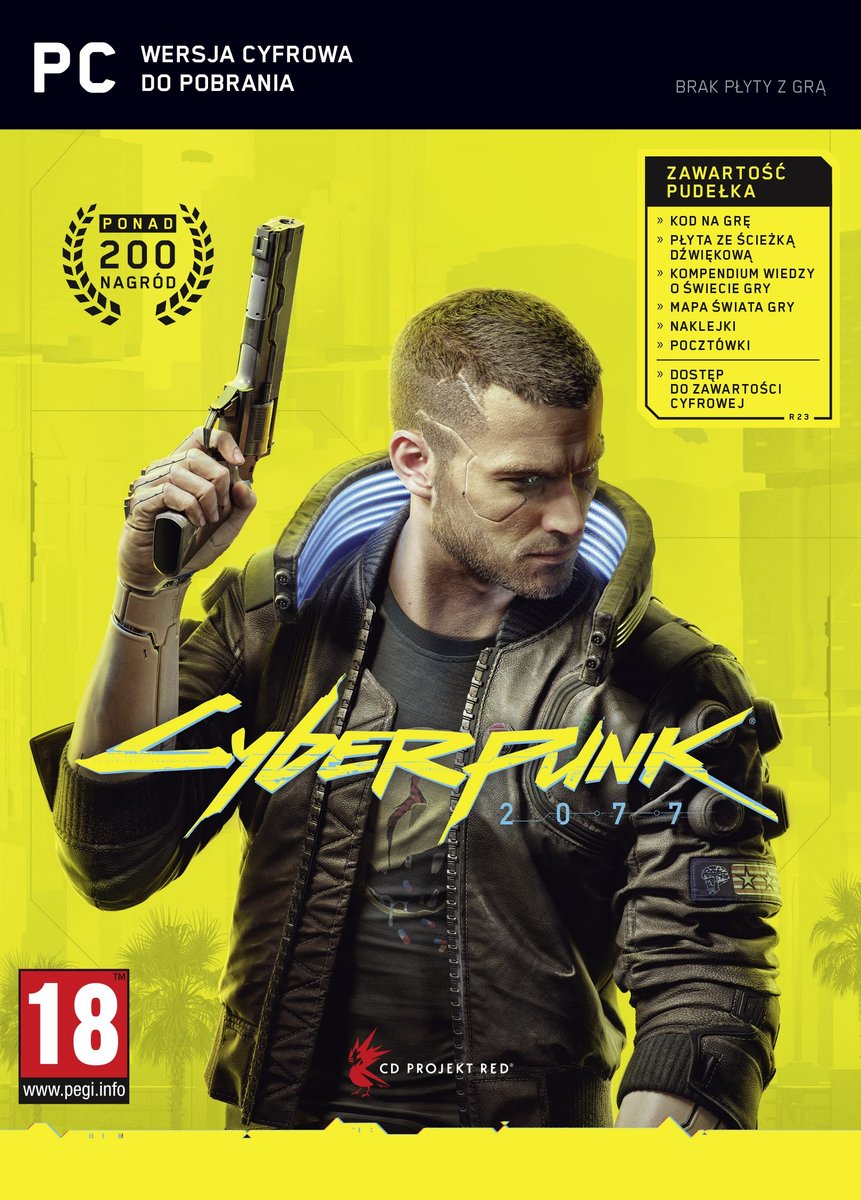 PC
WERSJA CYFROWA
DO POBRANIA
BRAK PŁYTY Z GRĄ
PONAD
200
NAGRÓD
ZAWARTOŚĆ
PUDEŁKA
» KOD NA GRĘ
» PŁYTA ZE ŚCIEŻKĄ
DŹWIĘKOWĄ
» KOMPENDIUM WIEDZY
O ŚWIECIE GRY
» MAPA ŚWIATA GRY
» NAKLEJKI
» POCZTÓWKI
» DOSTĘP
DO ZAWARTOŚCI
CYFROWEJ
R23
CYBERPUNK®
2077
18™
www.pegi.info
CD PROJEKT RED®